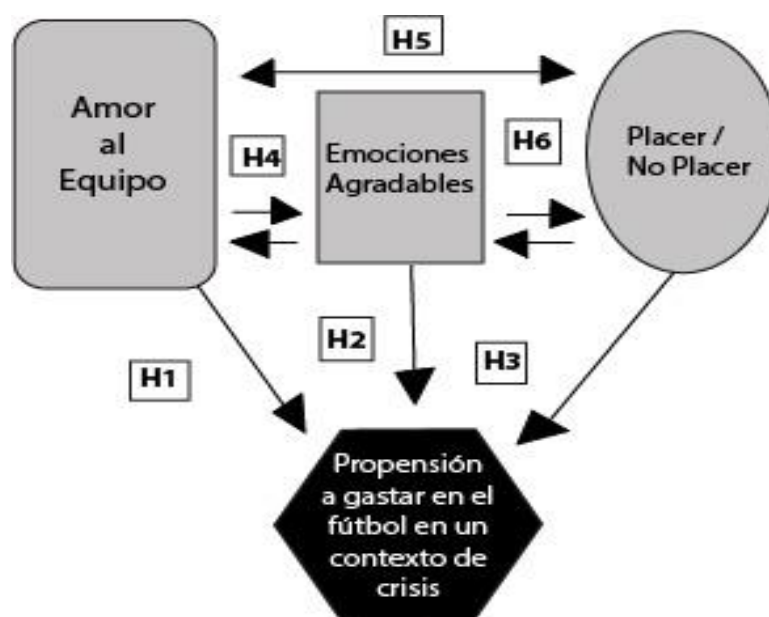 H5
Amor
al
Equipo
H4
Emociones
Agradables
H6
Placer /
No Placer
H1
H2
H3
Propensión
a gastar en el
fútbol en un
contexto de
crisis